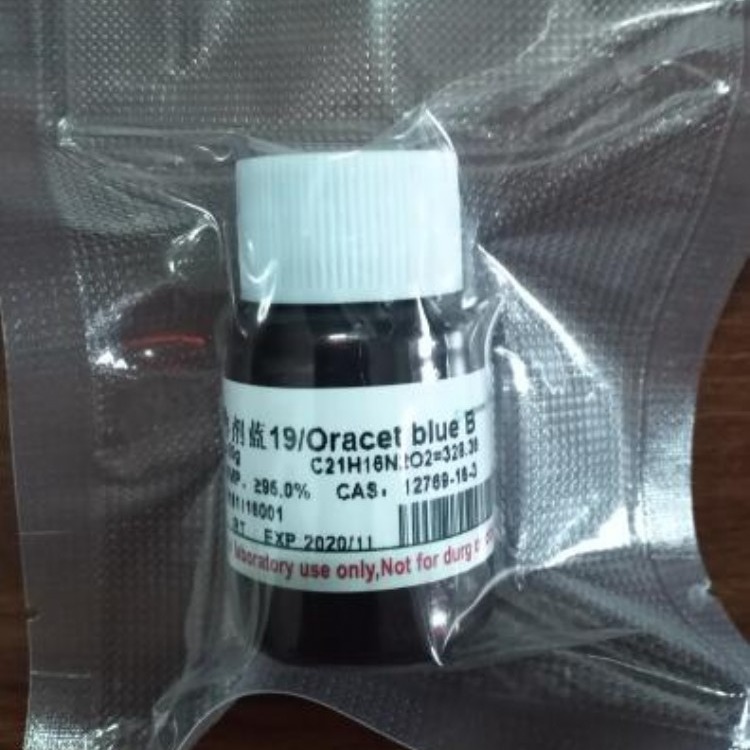 剂蓝19/Oracet blue B
C21H16N2O2=328.36
≥95.0% CAS: 12769-16-3
EXP 2020/11
laboratory use only,Not for durg